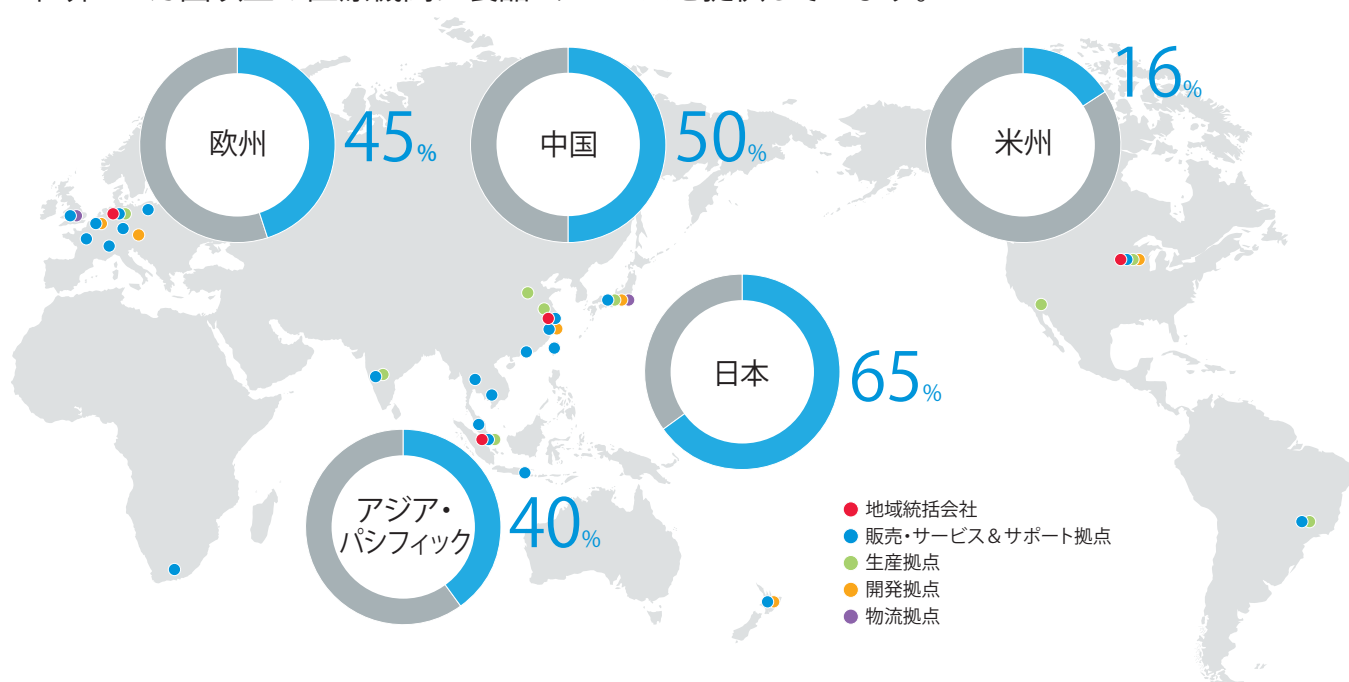 欧州
45%
中国
50%
米州
16%
日本
65%
アジア・
パシフィック
40%
地域統括会社
販売・サービス&サポート拠点
生産拠点
開発拠点
物流拠点